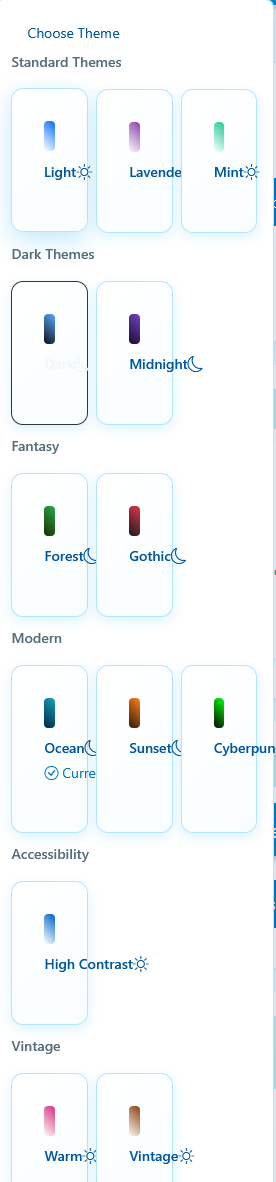 Choose Theme
Standard Themes
Light Lavende Mint
Dark Themes
Dark Midnight
Fantasy
Forest Gothic
Modern
Ocean Sunset Cyberpun
Curre
Accessibility
High Contrast
Vintage
Warm Vintage